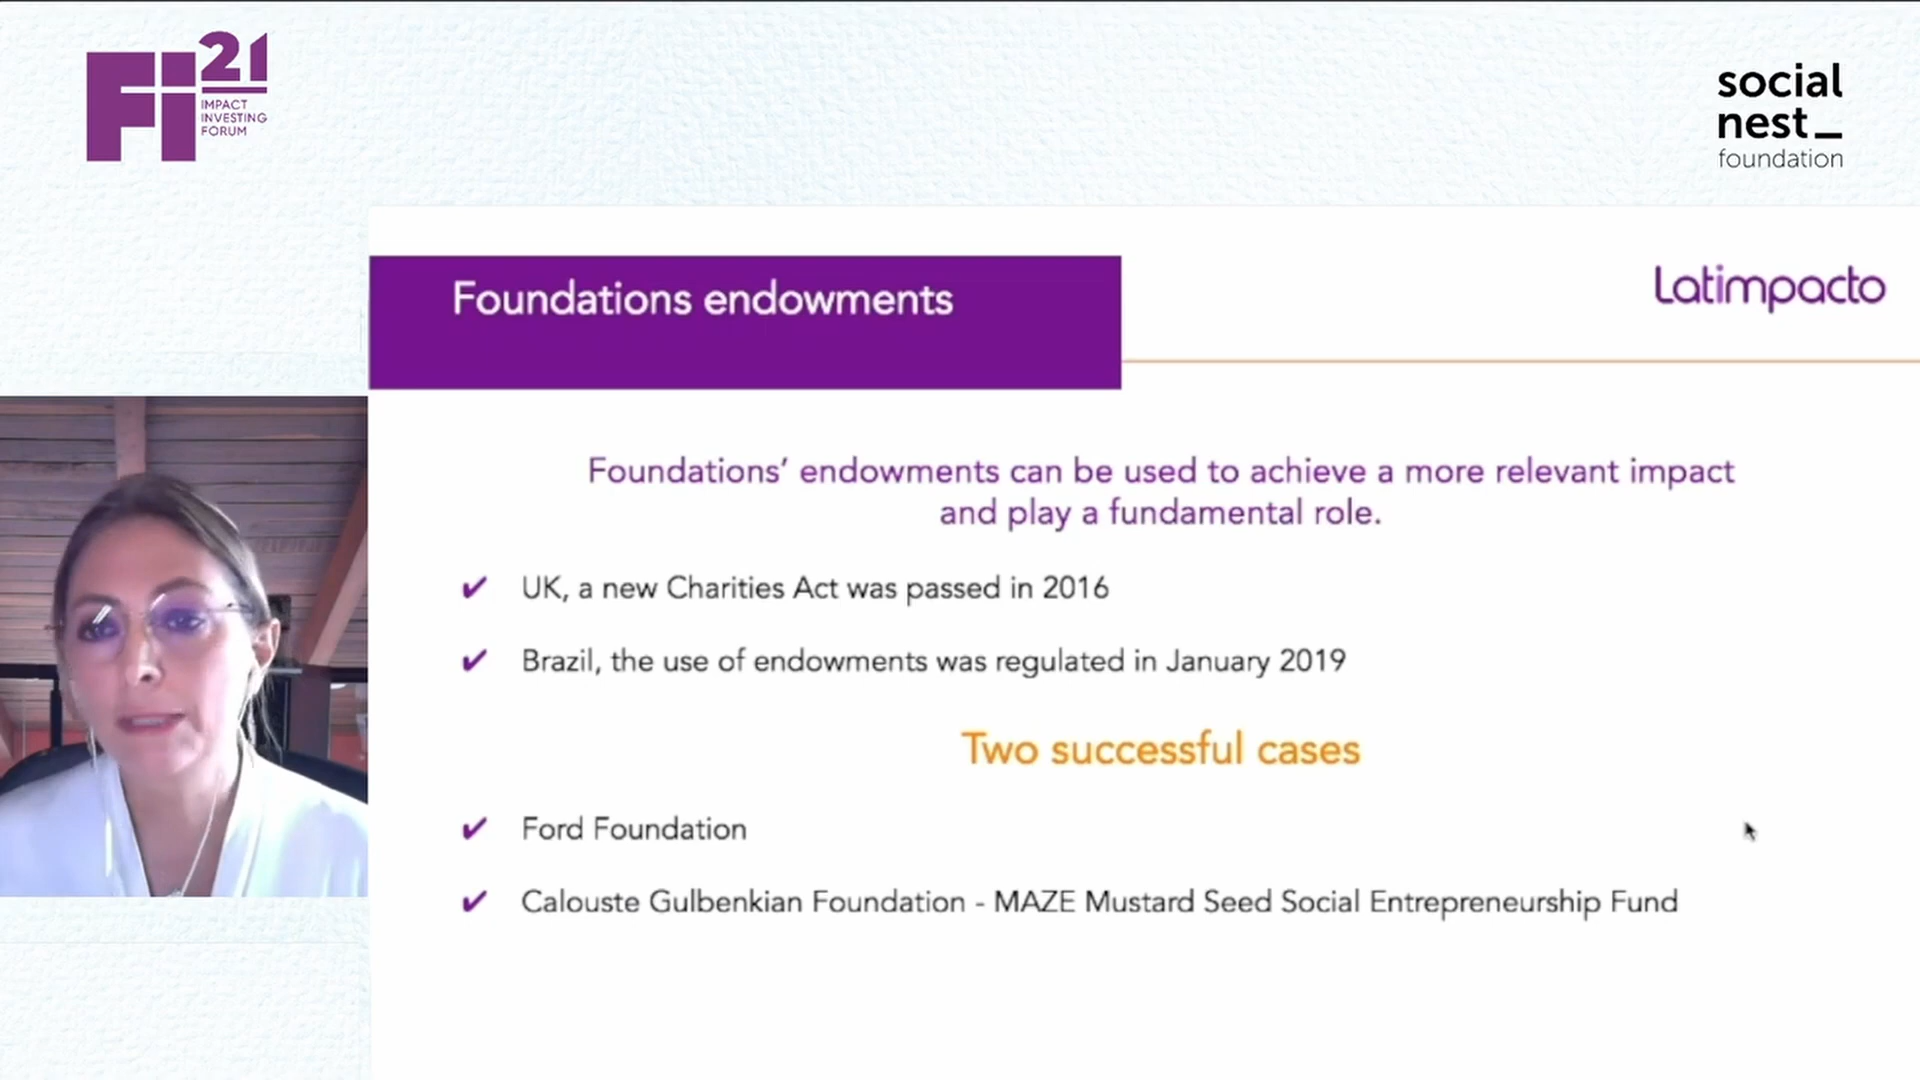 Fi21
IMPACT
INVESTING
FORUM
social
nest_
foundation
Foundations endowments
Latimpacto
Foundations’ endowments can be used to achieve a more relevant impact
and play a fundamental role.
✔ UK, a new Charities Act was passed in 2016
✔ Brazil, the use of endowments was regulated in January 2019
Two successful cases
✔ Ford Foundation
✔ Calouste Gulbenkian Foundation - MAZE Mustard Seed Social Entrepreneurship Fund